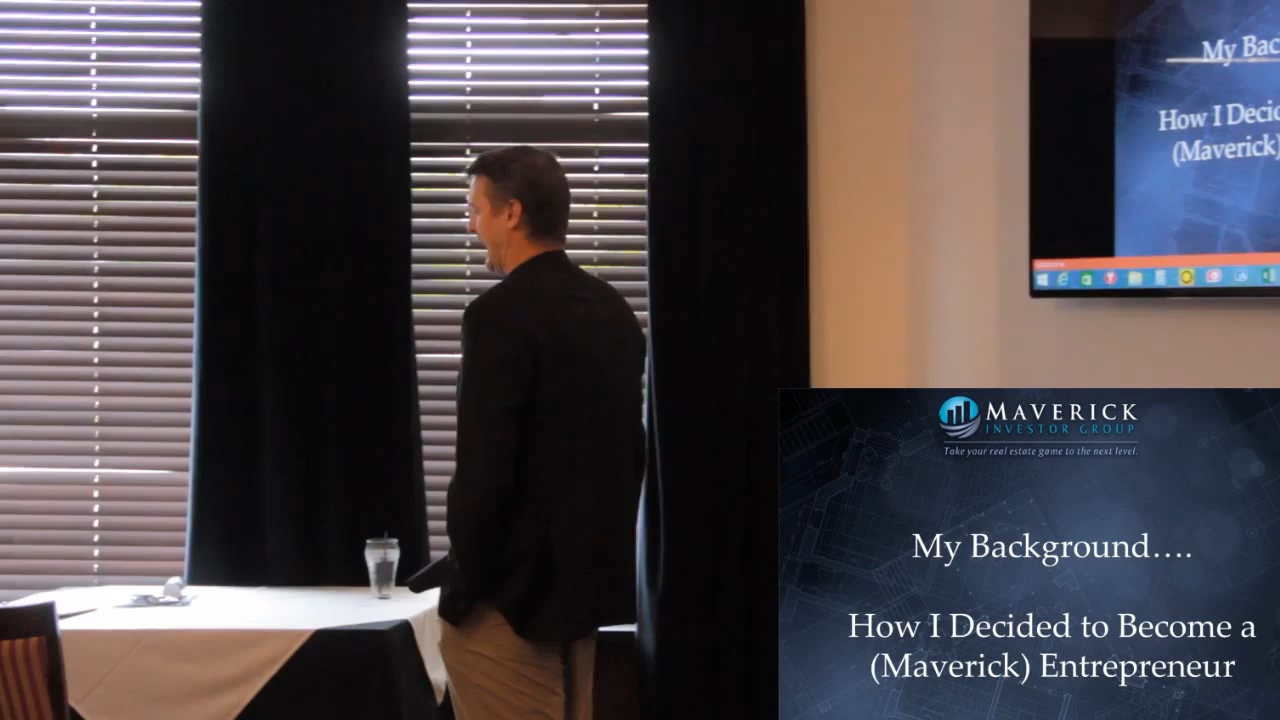 My Bac
How I Decid
(Maverick)
MAVERICK
INVESTOR GROUP
Take your real estate game to the next level.
My Background….
How I Decided to Become a
(Maverick) Entrepreneur